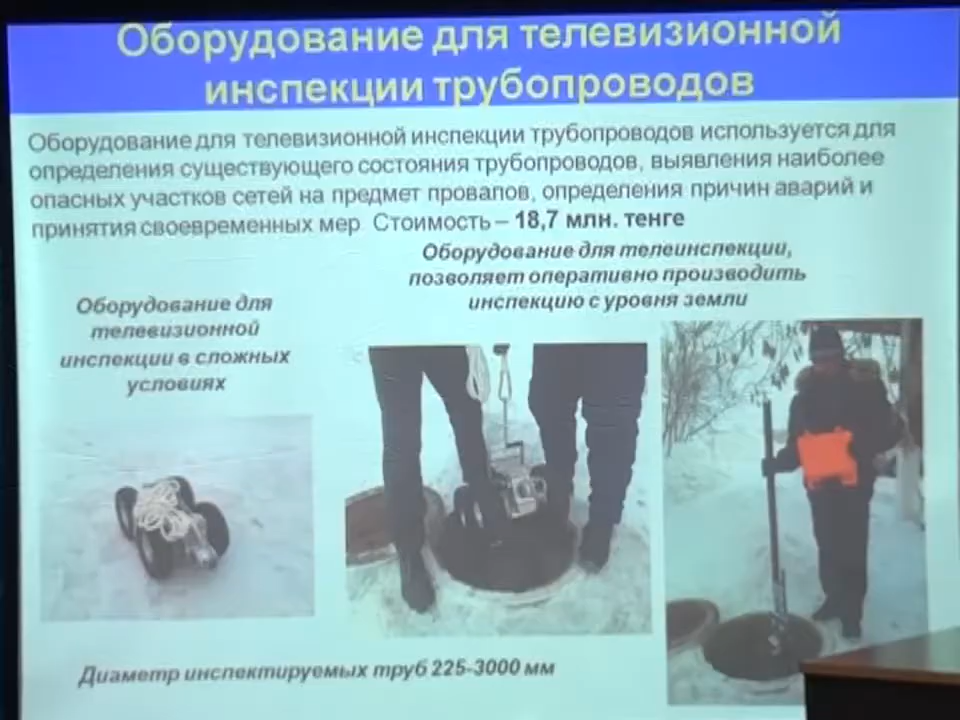 Оборудование для телевизионной
инспекции трубопроводов
Оборудование для телевизионной инспекции трубопроводов используется для
определения существующего состояния трубопроводов, выявления наиболее
опасных участков сетей на предмет провалов, определения причин аварий и
принятия своевременных мер. Стоимость – 18,7 млн. тенге
Оборудование для телеинспекции,
позволяет оперативно производить
инспекцию с уровня земли
Оборудование для
телевизионной
инспекции в сложных
условиях
Диаметр инспектируемых труб 225-3000 мм